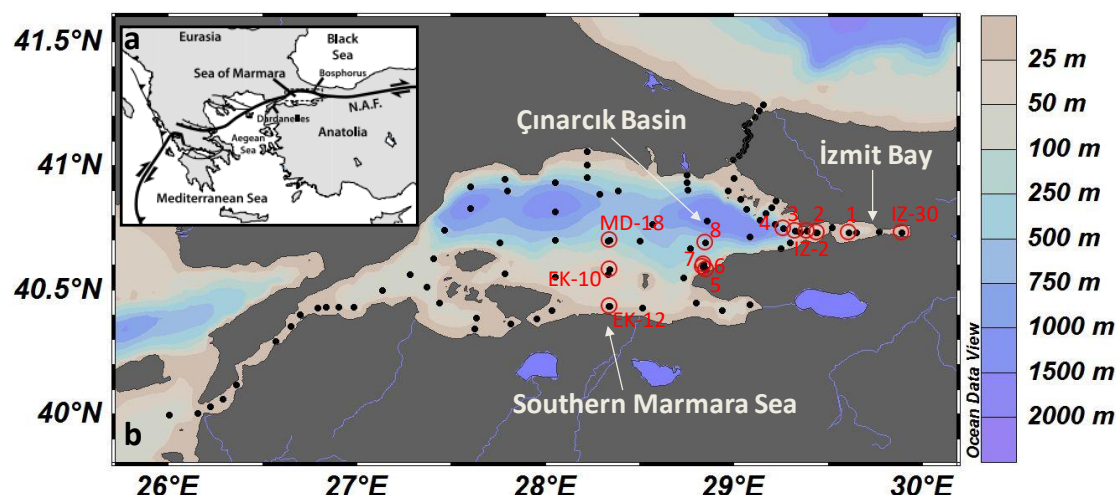 a
Eurasia
Black
Sea
Sea of Marmara
Bosphorus
N.A.F.
Dardanelles
Anatolia
Aegean
Sea
Mediterranean Sea
b
41.5°N
41°N
40.5°N
40°N
26°E
27°E
28°E
29°E
30°E
Çınarcık Basin
İzmit Bay
MD-18
8
4
3
2
1
IZ-30
IZ-2
7
6
5
EK-10
EK-12
Southern Marmara Sea
Ocean Data View
25 m
50 m
100 m
250 m
500 m
750 m
1000 m
1500 m
2000 m